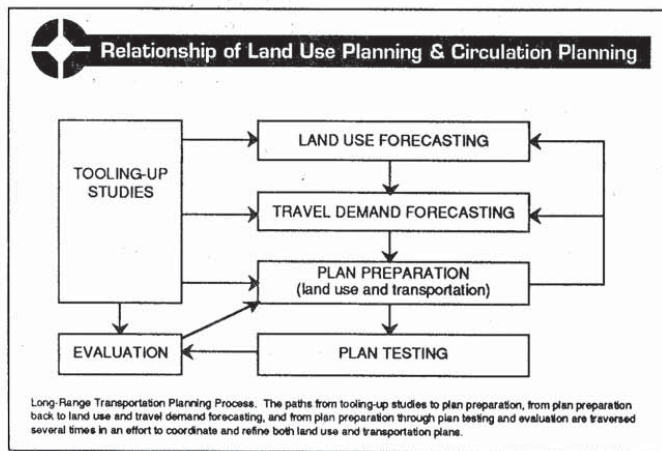 Relationship of Land Use Planning & Circulation Planning
TOOLING-UP
STUDIES
LAND USE FORECASTING
TRAVEL DEMAND FORECASTING
PLAN PREPARATION
(land use and transportation)
EVALUATION
PLAN TESTING
Long-Range Transportation Planning Process. The paths from tooling-up studies to plan preparation, from plan preparation
back to land use and travel demand forecasting, and from plan preparation through plan testing and evaluation are traversed
several times in an effort to coordinate and refine both land use and transportation plans.